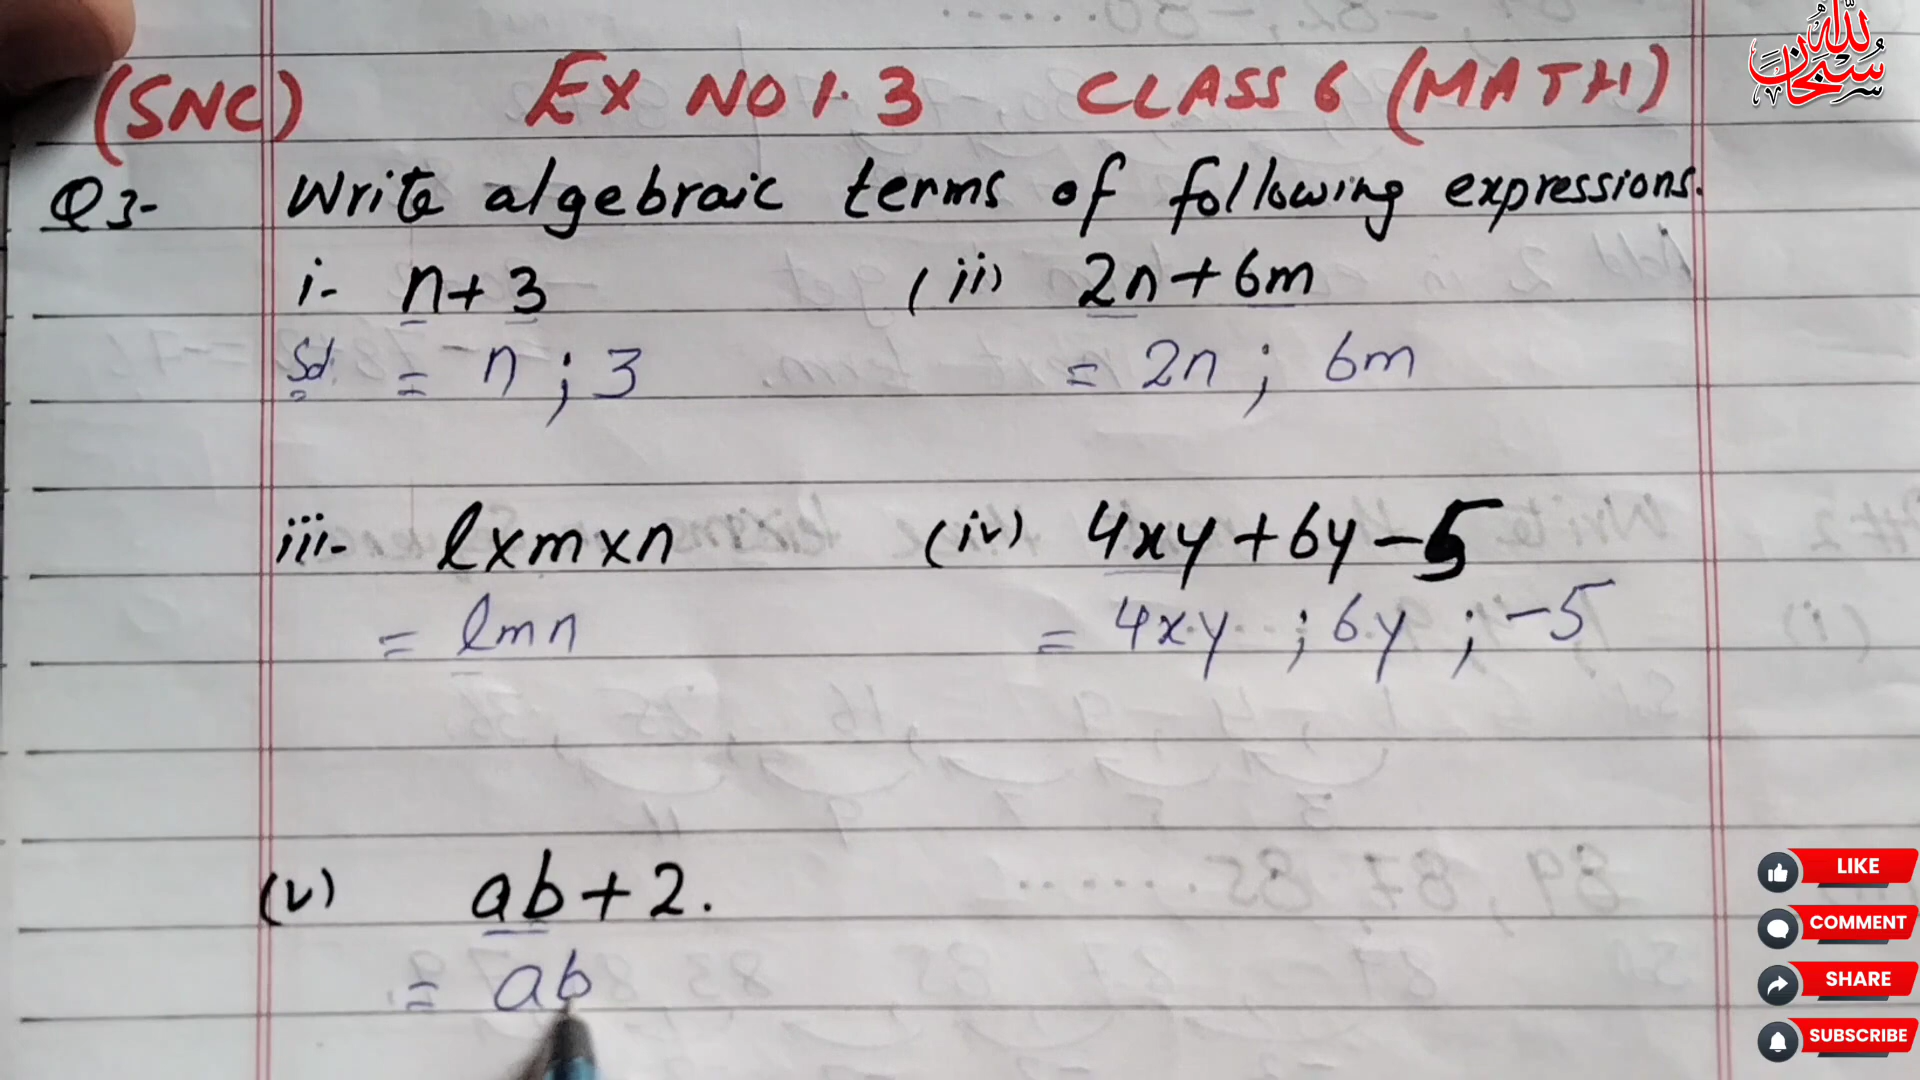 (SNC) EX NO 1.3 CLASS 6 (MATH)
Q3- Write algebraic terms of following expressions.
i- n+3 (ii) 2n+6m
Sol: = n ; 3 = 2n ; 6m
iii- l×m×n (iv) 4xy+6y-5
= lmn = 4xy ; 6y ; -5
(v) ab+2.
= ab
سُبْحَانَ اللّٰه
LIKE
COMMENT
SHARE
SUBSCRIBE